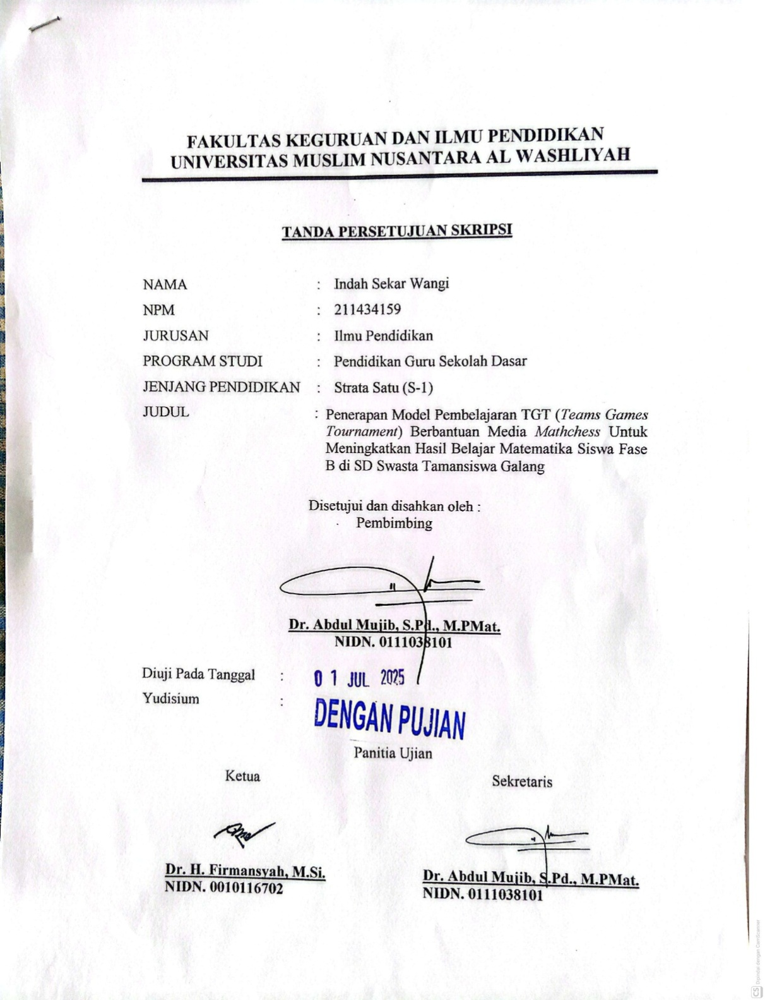 FAKULTAS KEGURUAN DAN ILMU PENDIDIKAN
UNIVERSITAS MUSLIM NUSANTARA AL WASHLIYAH
TANDA PERSETUJUAN SKRIPSI
NAMA : Indah Sekar Wangi
NPM : 211434159
JURUSAN : Ilmu Pendidikan
PROGRAM STUDI : Pendidikan Guru Sekolah Dasar
JENJANG PENDIDIKAN : Strata Satu (S-1)
JUDUL : Penerapan Model Pembelajaran TGT (Teams Games
Tournament) Berbantuan Media Mathchess Untuk
Meningkatkan Hasil Belajar Matematika Siswa Fase
B di SD Swasta Tamansiswa Galang
Disetujui dan disahkan oleh :
Pembimbing
Dr. Abdul Mujib, S.Pd., M.PMat.
NIDN. 0111038101
Diuji Pada Tanggal : 01 JUL 2025
Yudisium : DENGAN PUJIAN
Panitia Ujian
Ketua
Sekretaris
Dr. H. Firmansyah, M.Si.
NIDN. 0010116702
Dr. Abdul Mujib, S.Pd., M.PMat.
NIDN. 0111038101
CS Dipindai dengan CamScanner